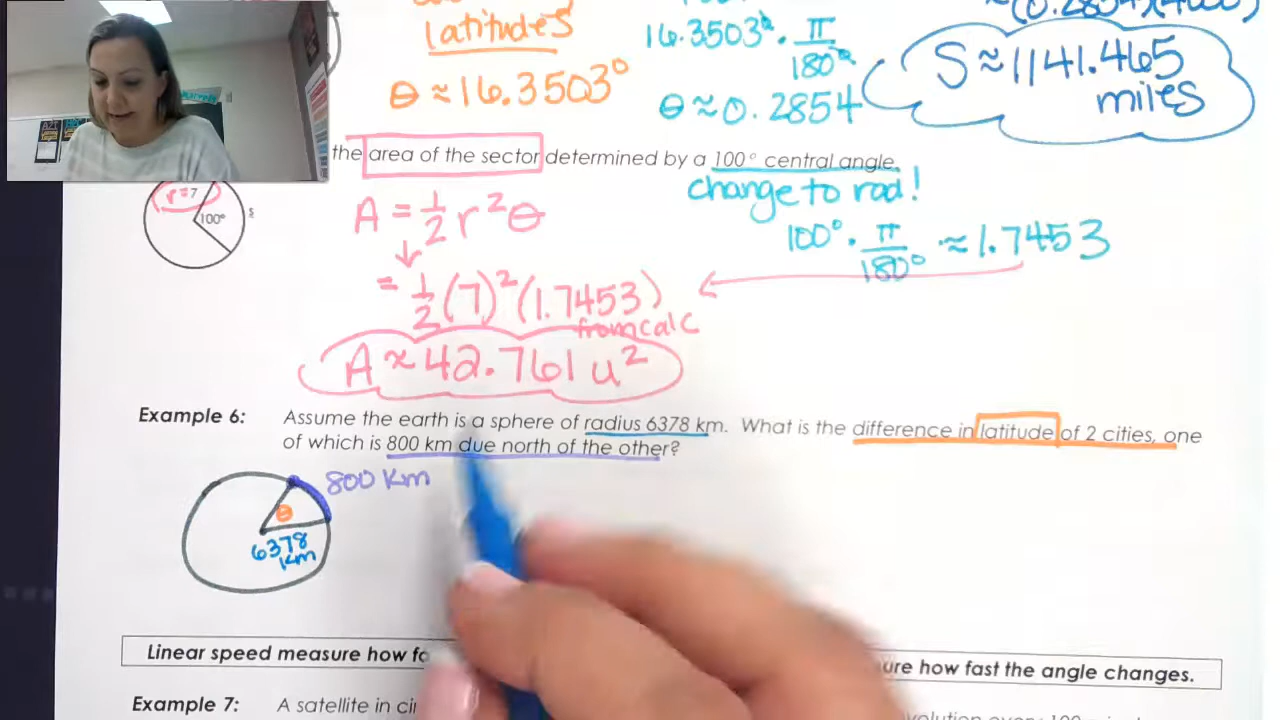 latitudes
θ ≈ 16.3503°
16.3503° · π/180°
θ ≈ 0.2854
≈(0.2854)(4000)
S ≈ 1141.465
miles
the area of the sector determined by a 100° central angle.
r=7
100°
s
A = 1/2 r²θ
= 1/2 (7)² (1.7453)
from calc
A ≈ 42.761 u²
change to rad!
100° · π/180° ≈ 1.7453
Example 6: Assume the earth is a sphere of radius 6378 km. What is the difference in latitude of 2 cities, one
of which is 800 km due north of the other?
800 km
θ
6378
km
Linear speed measure how
ure how fast the angle changes.
Example 7: A satellite in